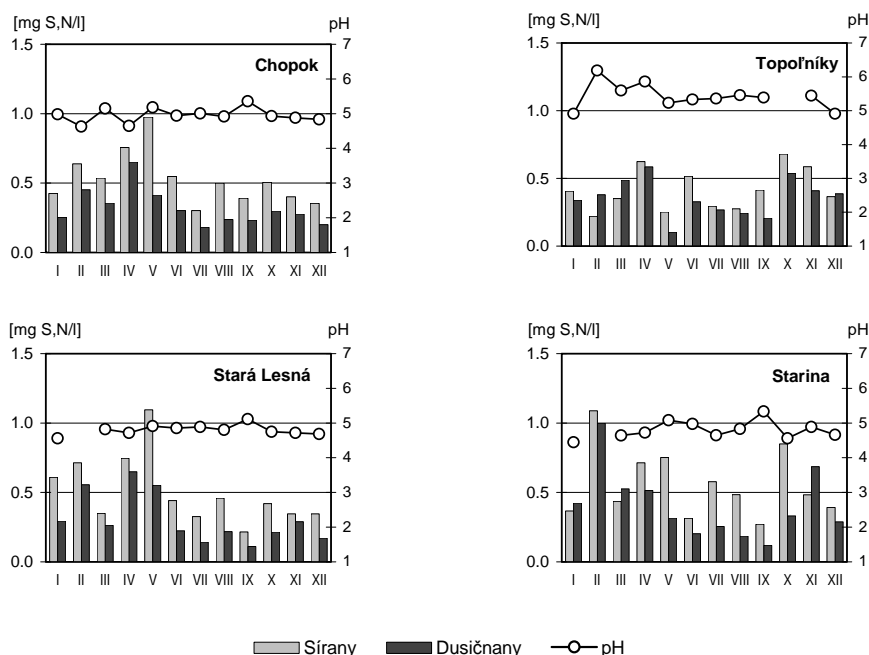 [mg S,N/l] pH
Chopok
1.5 7
6
1.0 5
4
0.5 3
2
0.0 1
I II III IV V VI VII VIII IX X XI XII
[mg S,N/l] pH
Topoľníky
1.5 7
6
1.0 5
4
0.5 3
2
0.0 1
I II III IV V VI VII VIII IX X XI XII
[mg S,N/l] pH
Stará Lesná
1.5 7
6
1.0 5
4
0.5 3
2
0.0 1
I II III IV V VI VII VIII IX X XI XII
[mg S,N/l] pH
Starina
1.5 7
6
1.0 5
4
0.5 3
2
0.0 1
I II III IV V VI VII VIII IX X XI XII
Sírany Dusičnany pH